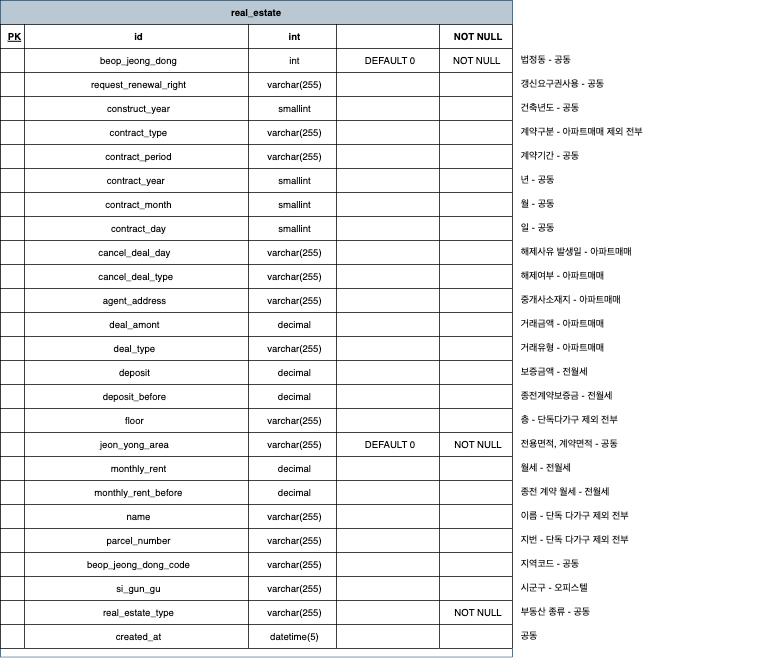 real_estate
PK id int NOT NULL
beop_jeong_dong int DEFAULT 0 NOT NULL 법정동 - 공동
request_renewal_right varchar(255) 갱신요구권사용 - 공동
construct_year smallint 건축년도 - 공동
contract_type varchar(255) 계약구분 - 아파트매매 제외 전부
contract_period varchar(255) 계약기간 - 공동
contract_year smallint 년 - 공동
contract_month smallint 월 - 공동
contract_day smallint 일 - 공동
cancel_deal_day varchar(255) 해제사유 발생일 - 아파트매매
cancel_deal_type varchar(255) 해제여부 - 아파트매매
agent_address varchar(255) 중개사소재지 - 아파트매매
deal_amont decimal 거래금액 - 아파트매매
deal_type varchar(255) 거래유형 - 아파트매매
deposit decimal 보증금액 - 전월세
deposit_before decimal 종전계약보증금 - 전월세
floor varchar(255) 층 - 단독다가구 제외 전부
jeon_yong_area varchar(255) DEFAULT 0 NOT NULL 전용면적, 계약면적 - 공동
monthly_rent decimal 월세 - 전월세
monthly_rent_before decimal 종전 계약 월세 - 전월세
name varchar(255) 이름 - 단독 다가구 제외 전부
parcel_number varchar(255) 지번 - 단독 다가구 제외 전부
beop_jeong_dong_code varchar(255) 지역코드 - 공동
si_gun_gu varchar(255) 시군구 - 오피스텔
real_estate_type varchar(255) NOT NULL 부동산 종류 - 공동
created_at datetime(5) 공동